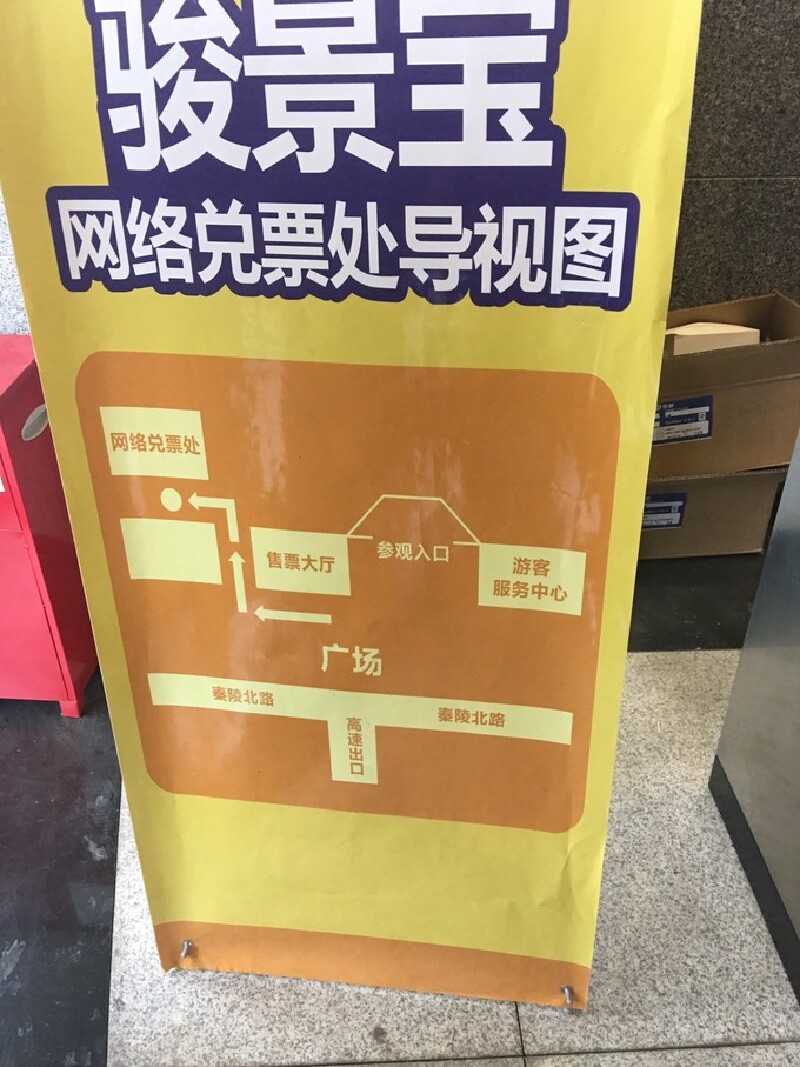 骏景宝
网络兑票处导视图
网络兑票处
售票大厅
参观入口
游客
服务中心
广场
秦陵北路
秦陵北路
高速出口